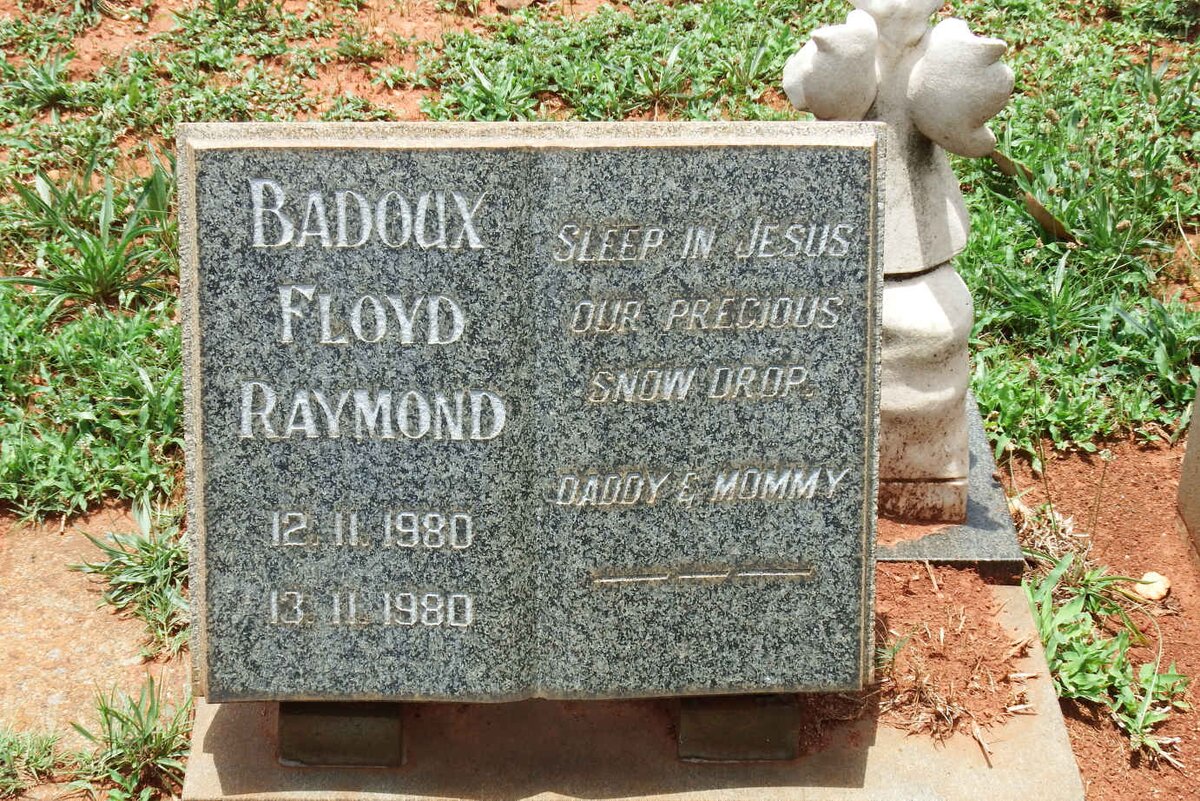 BADOUX
FLOYD
RAYMOND
12.11.1980
13.11.1980
SLEEP IN JESUS
OUR PRECIOUS
SNOW DROP.
DADDY & MOMMY